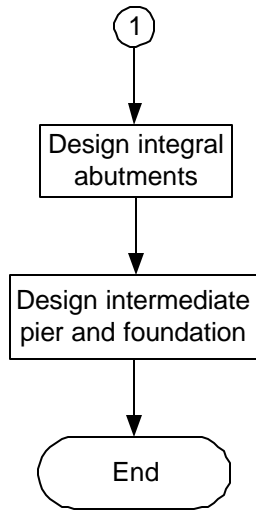 1
Design integral
abutments
Design intermediate
pier and foundation
End